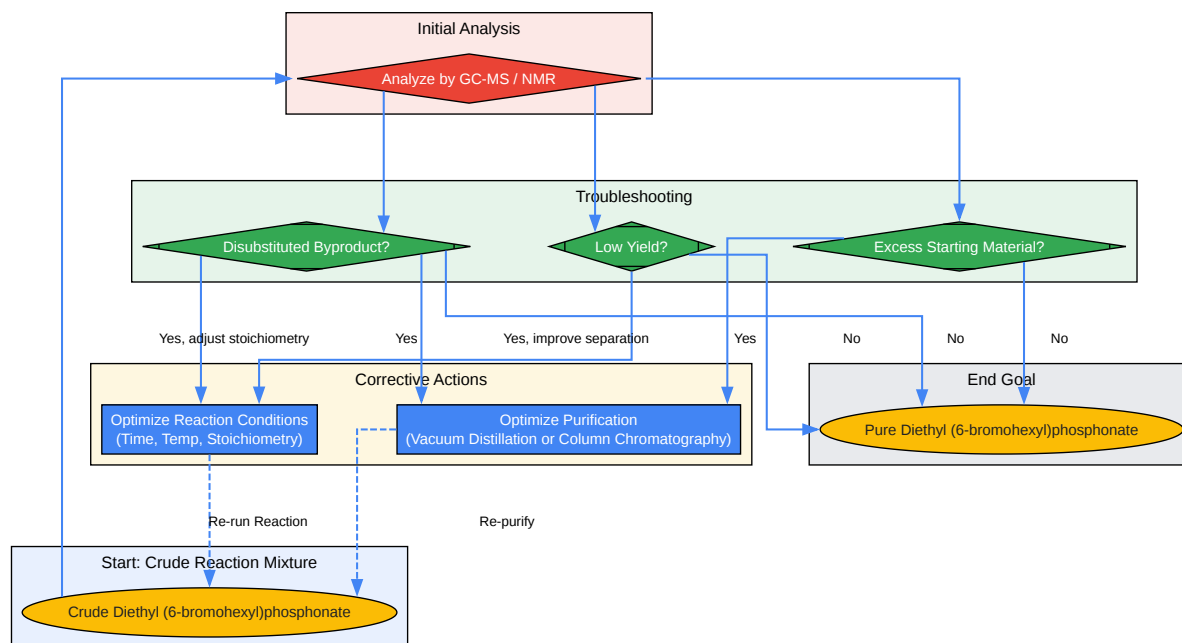 Initial Analysis
Analyze by GC-MS / NMR
Troubleshooting
Disubstituted Byproduct?
Low Yield?
Excess Starting Material?
Yes, adjust stoichiometry
Yes
Yes, improve separation
Yes
No
No
No
Corrective Actions
End Goal
Optimize Reaction Conditions
(Time, Temp, Stoichiometry)
Optimize Purification
(Vacuum Distillation or Column Chromatography)
Pure Diethyl (6-bromohexyl)phosphonate
Re-run Reaction
Re-purify
Start: Crude Reaction Mixture
Crude Diethyl (6-bromohexyl)phosphonate